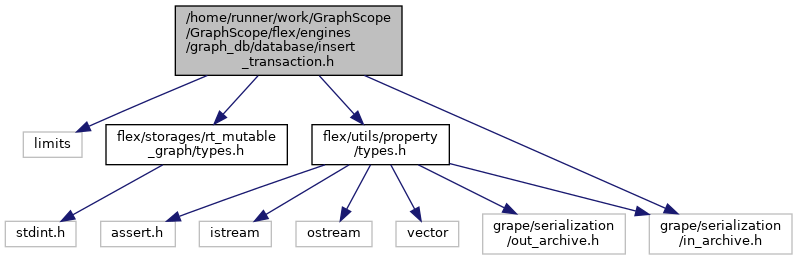 /home/runner/work/GraphScope
/GraphScope/flex/engines
/graph_db/database/insert
_transaction.h
limits
flex/storages/rt_mutable
_graph/types.h
flex/utils/property
/types.h
stdint.h
assert.h
istream
ostream
vector
grape/serialization
/out_archive.h
grape/serialization
/in_archive.h